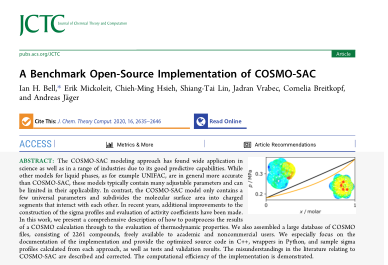 JCTC Journal of Chemical Theory and Computation
pubs.acs.org/JCTC
Article
A Benchmark Open-Source Implementation of COSMO-SAC
Ian H. Bell,* Erik Mickoleit, Chieh-Ming Hsieh, Shiang-Tai Lin, Jadran Vrabec, Cornelia Breitkopf,
and Andreas Jäger
Cite This: J. Chem. Theory Comput. 2020, 16, 2635−2646
Read Online
ACCESS
Metrics & More
Article Recommendations
ABSTRACT: The COSMO-SAC modeling approach has found wide application in
science as well as in a range of industries due to its good predictive capabilities. While
other models for liquid phases, as for example UNIFAC, are in general more accurate
than COSMO-SAC, these models typically contain many adjustable parameters and can
be limited in their applicability. In contrast, the COSMO-SAC model only contains a
few universal parameters and subdivides the molecular surface area into charged
segments that interact with each other. In recent years, additional improvements to the
construction of the sigma profiles and evaluation of activity coefficients have been made.
In this work, we present a comprehensive description of how to postprocess the results
of a COSMO calculation through to the evaluation of thermodynamic properties. We also assembled a large database of COSMO
files, consisting of 2261 compounds, freely available to academic and noncommercial users. We especially focus on the
documentation of the implementation and provide the optimized source code in C++, wrappers in Python, and sample sigma
profiles calculated from each approach, as well as tests and validation results. The misunderstandings in the literature relating to
COSMO-SAC are described and corrected. The computational efficiency of the implementation is demonstrated.
p / MPa
0.3
0.2
x / molar